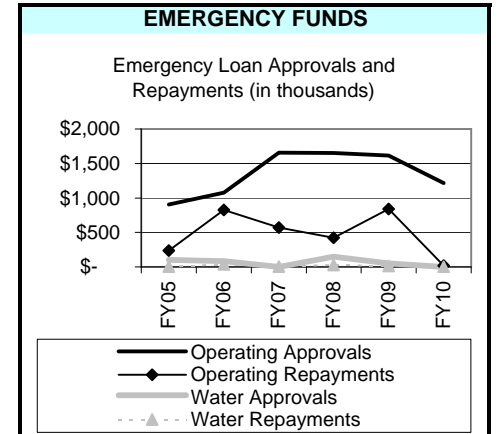 EMERGENCY FUNDS
Emergency Loan Approvals and
Repayments (in thousands)
$2,000
$1,500
$1,000
$500
$-
FY05
FY06
FY07
FY08
FY09
FY10
Operating Approvals
Operating Repayments
Water Approvals
Water Repayments